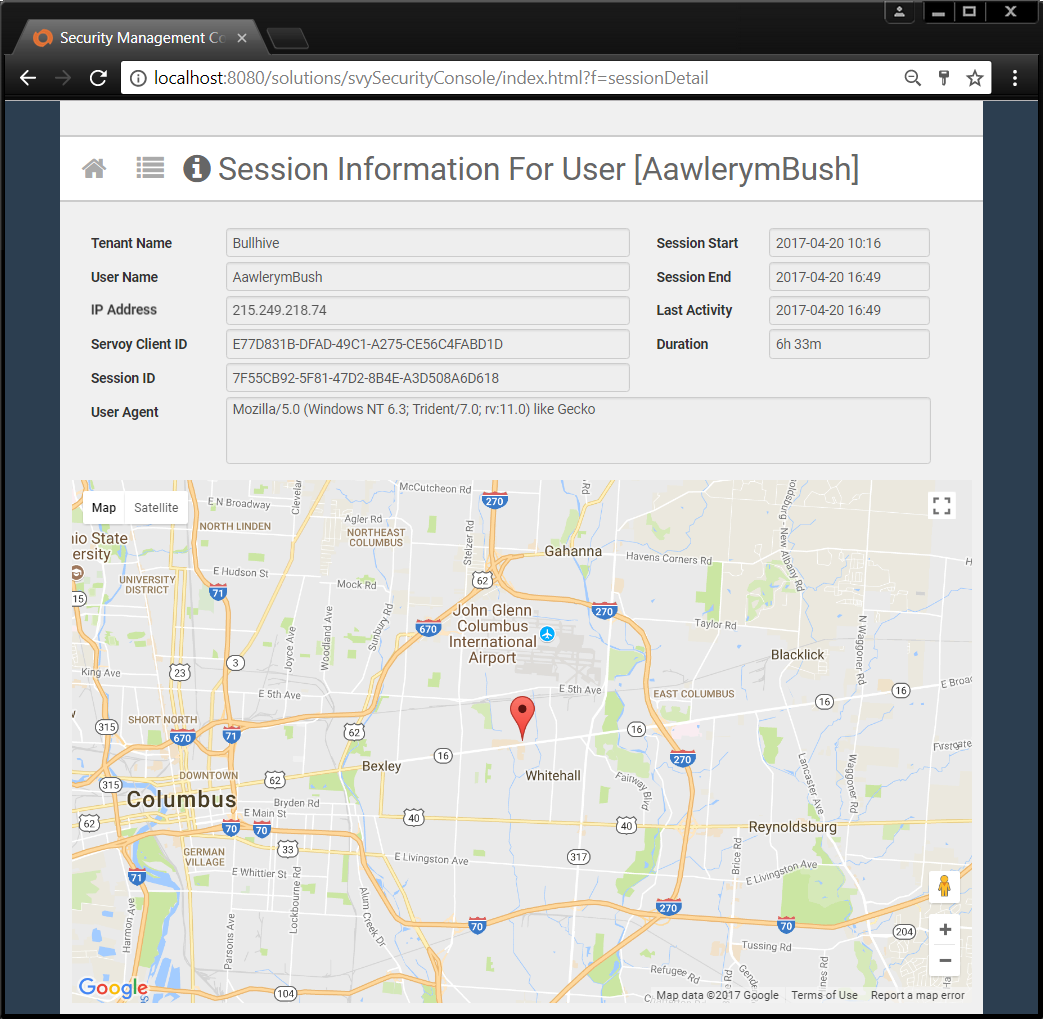 Security Management Co
localhost:8080/solutions/svySecurityConsole/index.html?f=sessionDetail
Session Information For User [AawlerymBush]
Tenant Name Bullhive Session Start 2017-04-20 10:16
User Name AawlerymBush Session End 2017-04-20 16:49
IP Address 215.249.218.74 Last Activity 2017-04-20 16:49
Servoy Client ID E77D831B-DFAD-49C1-A275-CE56C4FABD1D Duration 6h 33m
Session ID 7F55CB92-5F81-47D2-8B4E-A3D508A6D618
User Agent Mozilla/5.0 (Windows NT 6.3; Trident/7.0; rv:11.0) like Gecko
Map Satellite
McCutcheon Rd
270
E N Broadway
Cleveland
Agler Rd
NORTH LINDEN
NORTHEAST
COLUMBUS
Stelzer Rd
io State
ersity
Gahanna
Havens Corners Rd
New Albany Rd
E Hudson St
UNIVERSITY
DISTRICT
Mock Rd
62
71
15
270
John Glenn
Columbus
International
Airport
670
Sunbury Rd
Woodland Ave
Joyce Ave
Taylor Rd
N Waggoner Rd
Blacklick
3
23
King Ave
E 5th Ave
E 5th Ave
EAST COLUMBUS
16
E Broad
16
SHORT NORTH
315
670
71
62
16
16
Bexley
Whitehall
270
Firstgate
Waggoner Rd
Lancaster Ave
DOWNTOWN
62
315
Columbus
Bryden Rd
E Main St
Fairway Blvd
62
70
70
40
40
Reynoldsburg
33
GERMAN
VILLAGE
E Livingston Ave
317
Brice Rd
E Livingston Ave
E Whittier St
71
Lockbourne Rd
Alum Creek Dr
Harmon Ave
Parsons Ave
70
270
70
204
Tussing Rd
Refugee Rd
104
Google
Map data ©2017 Google Terms of Use Report a map error